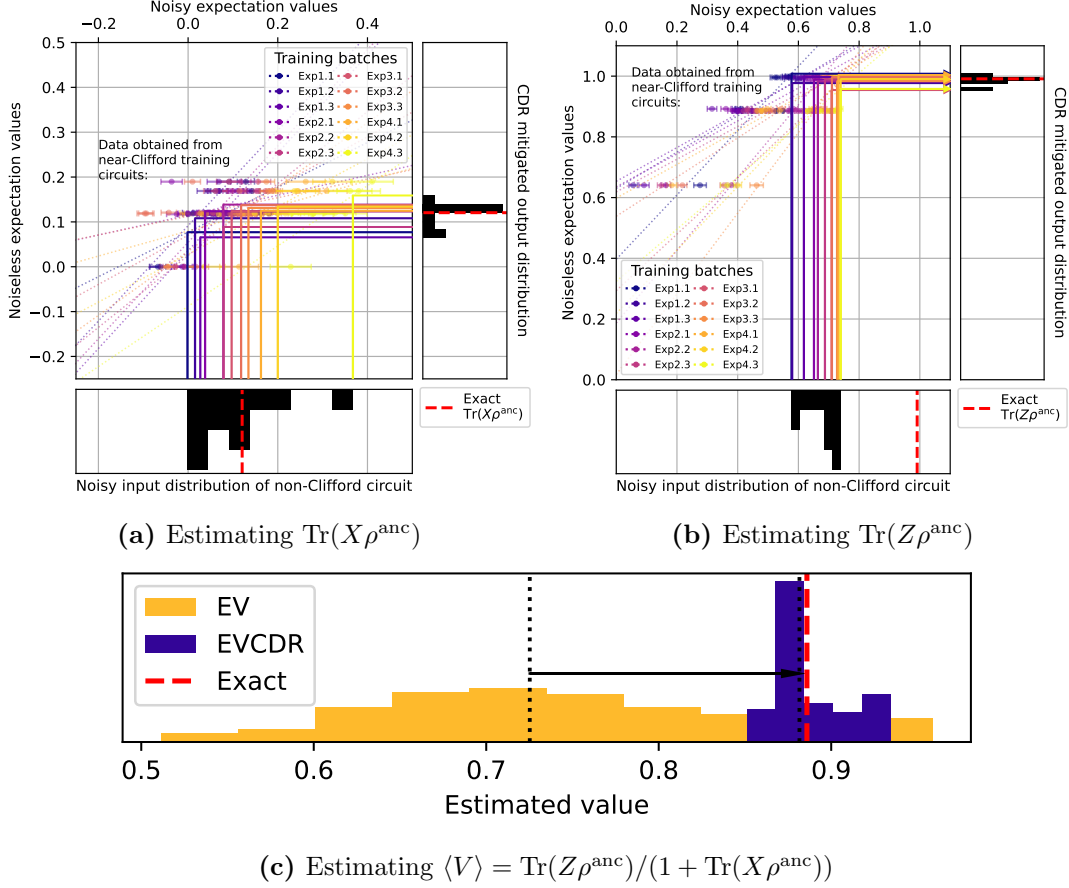 Noisy expectation values
−0.2 0.0 0.2 0.4
0.5
0.4
0.3
0.2
0.1
0.0
−0.1
−0.2
Noiseless expectation values
Training batches
Exp1.1 Exp3.1
Exp1.2 Exp3.2
Exp1.3 Exp3.3
Exp2.1 Exp4.1
Exp2.2 Exp4.2
Exp2.3 Exp4.3
Data obtained from
near-Clifford training
circuits:
CDR mitigated output distribution
Exact
Tr(Xρ^anc)
Noisy input distribution of non-Clifford circuit
(a) Estimating Tr(Xρ^anc)
Noisy expectation values
0.0 0.2 0.4 0.6 0.8 1.0
1.0
0.8
0.6
0.4
0.2
0.0
Noiseless expectation values
Data obtained from
near-Clifford training
circuits:
Training batches
Exp1.1 Exp3.1
Exp1.2 Exp3.2
Exp1.3 Exp3.3
Exp2.1 Exp4.1
Exp2.2 Exp4.2
Exp2.3 Exp4.3
CDR mitigated output distribution
Exact
Tr(Zρ^anc)
Noisy input distribution of non-Clifford circuit
(b) Estimating Tr(Zρ^anc)
EV
EVCDR
Exact
0.5 0.6 0.7 0.8 0.9
Estimated value
(c) Estimating ⟨V⟩ = Tr(Zρ^anc)/(1 + Tr(Xρ^anc))